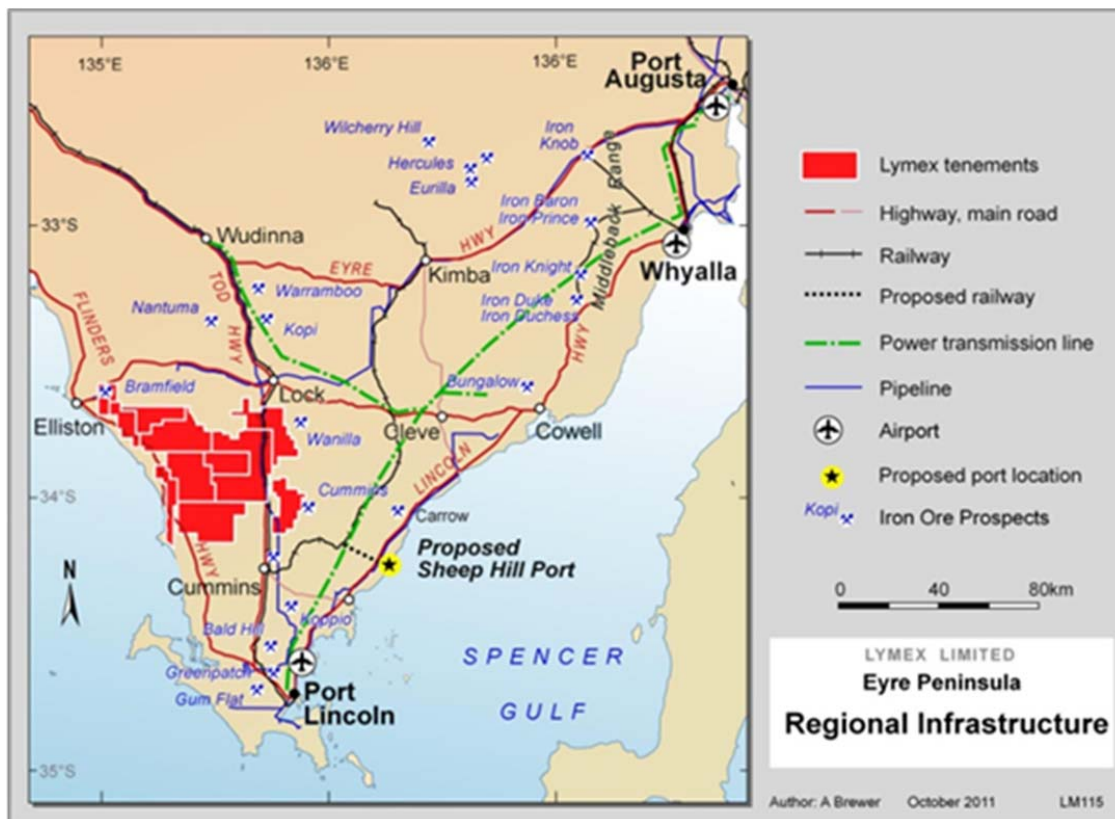 135°E
136°E
136°E
Port
Augusta
Wilcherry Hill
Hercules
Eurilla
Iron
Knob
Middleback Range
Iron Baron
Iron Prince
33°S
Wudinna
HWY
EYRE
Kimba
Whyalla
Iron Knight
Warramboo
TOD
HWY
Nantuma
Kopi
Iron Duke
Iron Duchess
HWY
FLINDERS
Bramfield
Lock
Bungalow
Elliston
Wanilla
Cleve
Cowell
LINCOLN
34°S
Cummins
Carrow
HWY
Proposed
Sheep Hill Port
N
Cummins
Koppio
Bald Hill
Greenpatch
Gum Flat
Port
Lincoln
SPENCER
GULF
35°S
Lymex tenements
Highway, main road
Railway
Proposed railway
Power transmission line
Pipeline
Airport
Proposed port location
Kopi
Iron Ore Prospects
0 40 80km
LYMEX LIMITED
Eyre Peninsula
Regional Infrastructure
Author: A Brewer October 2011 LM115